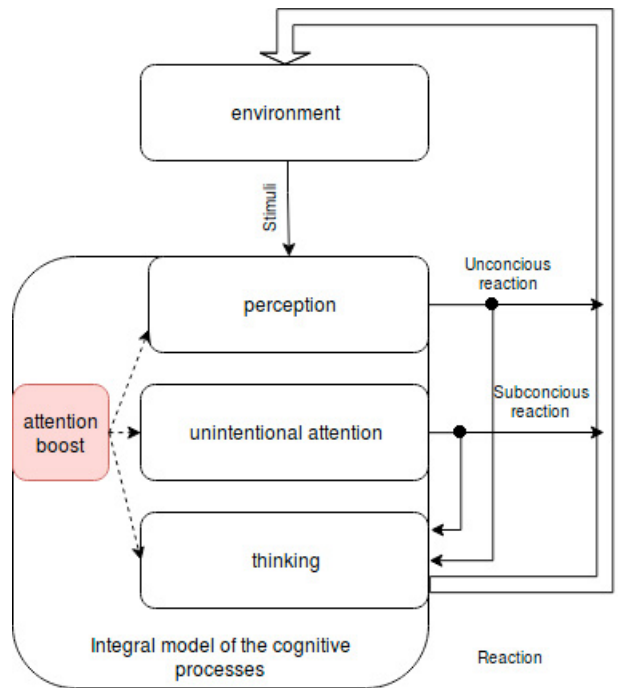 environment
Stimuli
Unconcious
reaction
perception
Subconcious
reaction
attention
boost
unintentional attention
thinking
Integral model of the cognitive
processes
Reaction